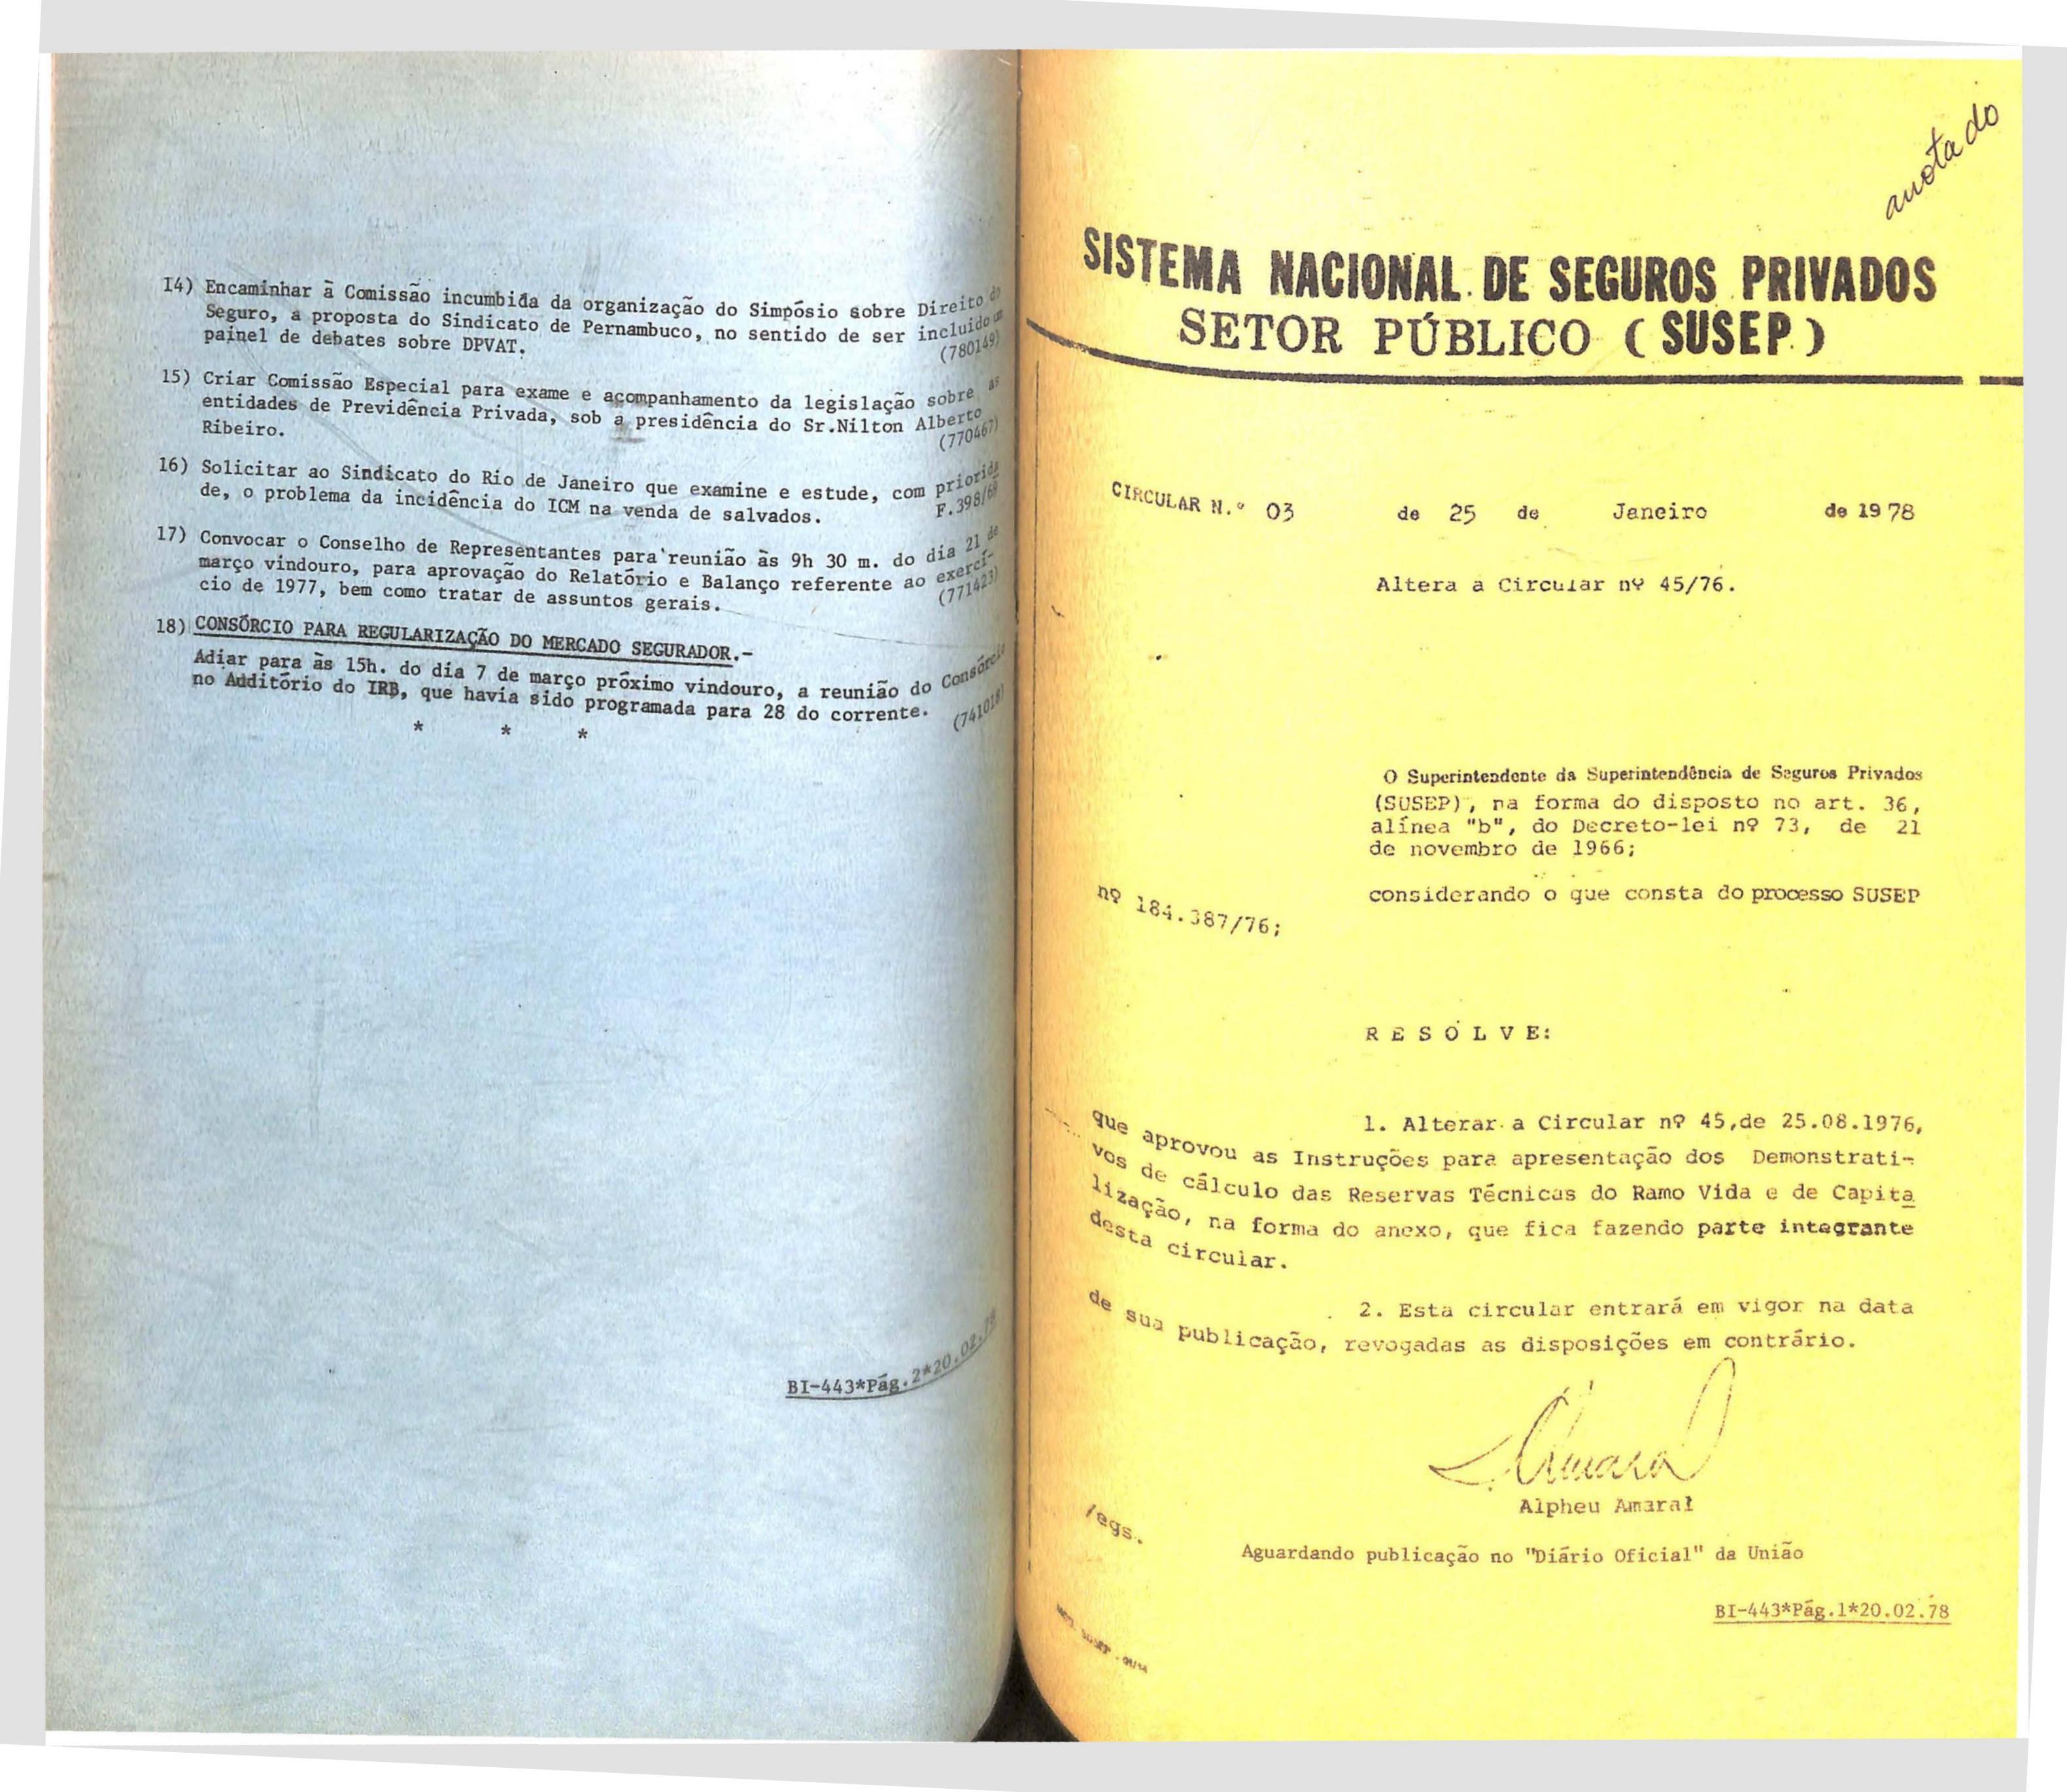 14) Encaminhar à Comissão incumbida da organização do Simpósio sobre Direito do
Seguro, a proposta do Sindicato de Pernambuco, no sentido de ser incluido um
painel de debates sobre DPVAT.
(780149)
15) Criar Comissão Especial para exame e acompanhamento da legislação sobre as
entidades de Previdência Privada, sob a presidência do Sr.Nilton Alberto
Ribeiro.
(770467)
16) Solicitar ao Sindicato do Rio de Janeiro que examine e estude, com priorida
de, o problema da incidência do ICM na venda de salvados.
F.398/68
17) Convocar o Conselho de Representantes para reunião às 9h 30 m. do dia 21 de
março vindouro, para aprovação do Relatório e Balanço referente ao exercí-
cio de 1977, bem como tratar de assuntos gerais.
(771423)
18) CONSÓRCIO PARA REGULARIZAÇÃO DO MERCADO SEGURADOR.-
Adiar para às 15h. do dia 7 de março próximo vindouro, a reunião do Consórcio
no Auditório do IRB, que havia sido programada para 28 do corrente.
(741018)
* * *
BI-443*Pág.2*20.02.78
anotado
SISTEMA NACIONAL DE SEGUROS PRIVADOS
SETOR PÚBLICO (SUSEP)
CIRCULAR N.º 03 de 25 de Janeiro de 1978
Altera a Circular nº 45/76.
O Superintendente da Superintendência de Seguros Privados
(SUSEP), na forma do disposto no art. 36,
alínea "b", do Decreto-lei nº 73, de 21
de novembro de 1966;
considerando o que consta do processo SUSEP
nº 184.387/76;
R E S O L V E:
1. Alterar a Circular nº 45,de 25.08.1976,
que aprovou as Instruções para apresentação dos Demonstrati-
vos de cálculo das Reservas Técnicas do Ramo Vida e de Capita
lização, na forma do anexo, que fica fazendo parte integrante
desta circular.
2. Esta circular entrará em vigor na data
de sua publicação, revogadas as disposições em contrário.
Amaral
Alpheu Amaral
/egs.
Aguardando publicação no "Diário Oficial" da União
BI-443*Pág.1*20.02.78